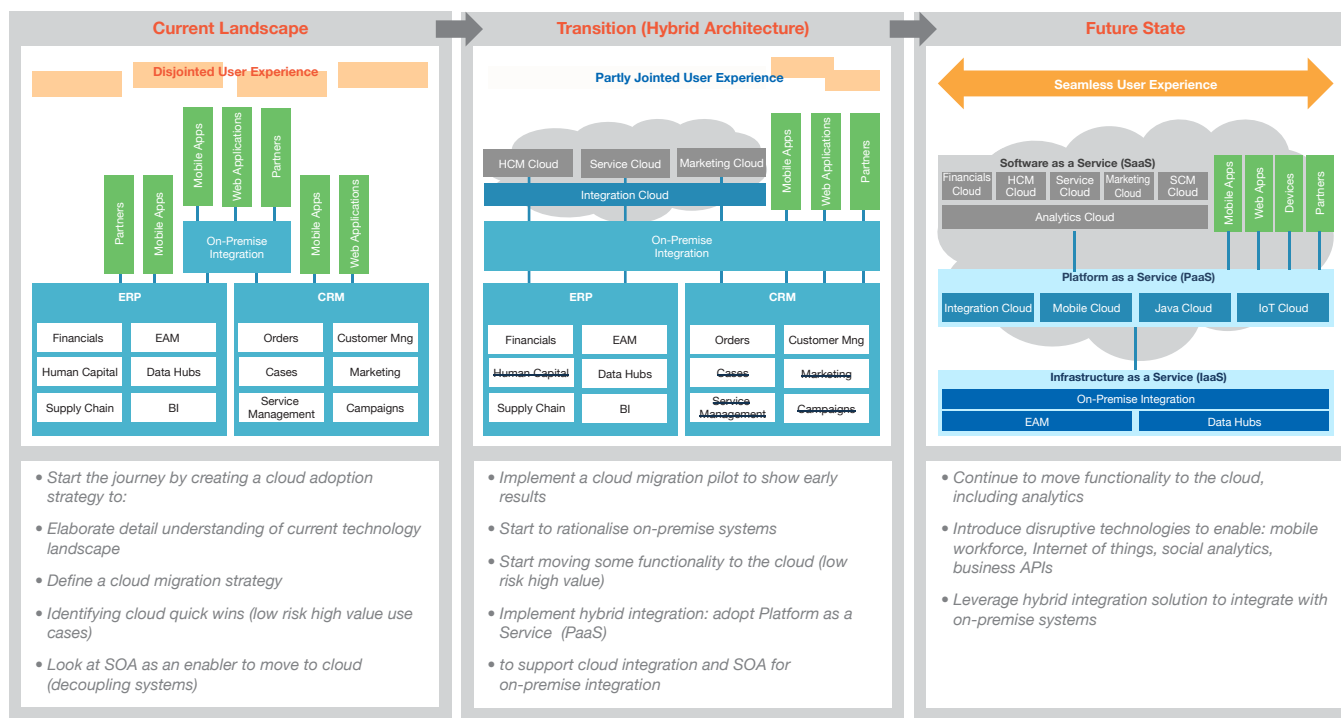 Current Landscape
Disjointed User Experience
Mobile Apps
Web Applications
Partners
Partners
Mobile Apps
On-Premise
Integration
Mobile Apps
Web Applications
ERP
Financials
EAM
Human Capital
Data Hubs
Supply Chain
BI
CRM
Orders
Customer Mng
Cases
Marketing
Service
Management
Campaigns
• Start the journey by creating a cloud adoption
strategy to:
• Elaborate detail understanding of current technology
landscape
• Define a cloud migration strategy
• Identifying cloud quick wins (low risk high value use
cases)
• Look at SOA as an enabler to move to cloud
(decoupling systems)
Transition (Hybrid Architecture)
Partly Jointed User Experience
HCM Cloud
Service Cloud
Marketing Cloud
Integration Cloud
Mobile Apps
Web Applications
Partners
On-Premise
Integration
ERP
Financials
EAM
Human Capital
Data Hubs
Supply Chain
BI
CRM
Orders
Customer Mng
Cases
Marketing
Service
Management
Campaigns
• Implement a cloud migration pilot to show early
results
• Start to rationalise on-premise systems
• Start moving some functionality to the cloud (low
risk high value)
• Implement hybrid integration: adopt Platform as a
Service (PaaS)
• to support cloud integration and SOA for
on-premise integration
Future State
Seamless User Experience
Software as a Service (SaaS)
Financials
Cloud
HCM
Cloud
Service
Cloud
Marketing
Cloud
SCM
Cloud
Analytics Cloud
Mobile Apps
Web Apps
Devices
Partners
Platform as a Service (PaaS)
Integration Cloud
Mobile Cloud
Java Cloud
IoT Cloud
Infrastructure as a Service (IaaS)
On-Premise Integration
EAM
Data Hubs
• Continue to move functionality to the cloud,
including analytics
• Introduce disruptive technologies to enable: mobile
workforce, Internet of things, social analytics,
business APIs
• Leverage hybrid integration solution to integrate with
on-premise systems